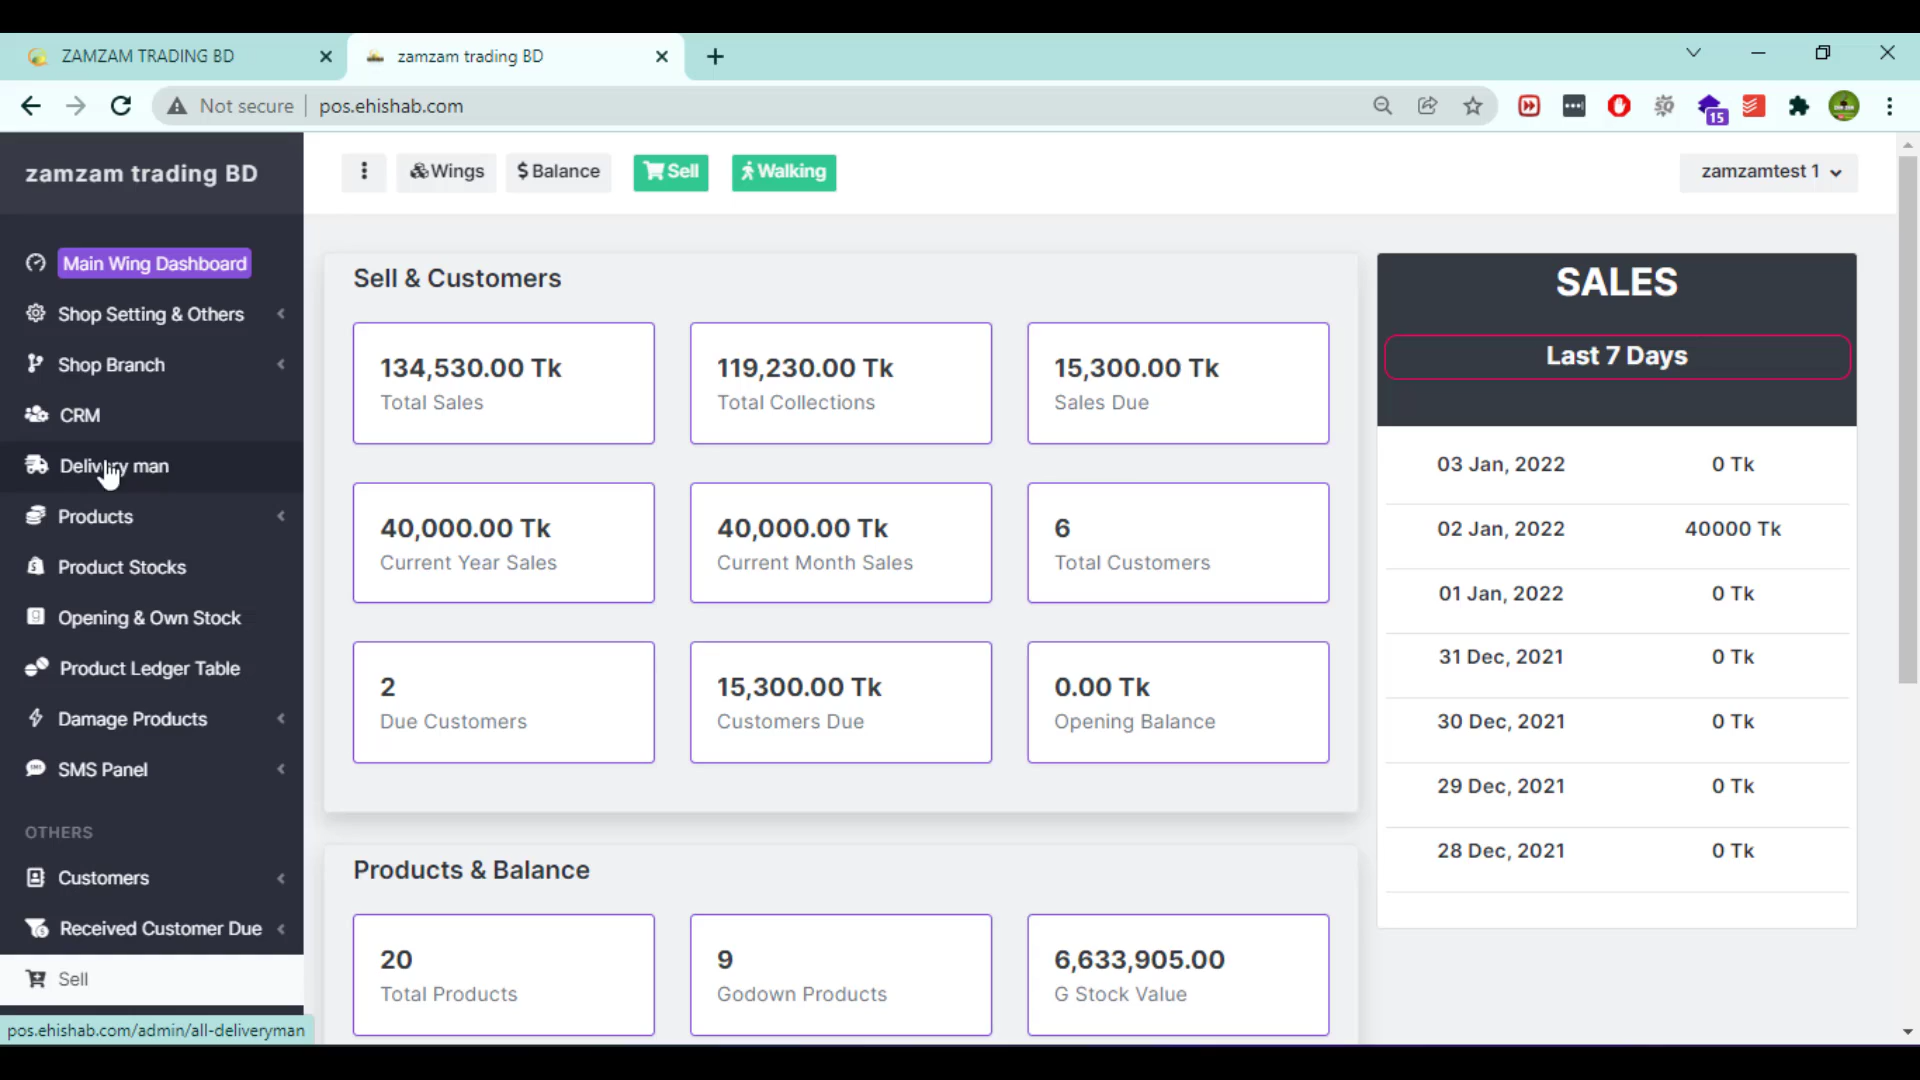 ZAMZAM TRADING BD
zamzam trading BD
Not secure
pos.ehishab.com
15
zamzam trading BD
Wings
$ Balance
Sell
Walking
zamzamtest 1
Main Wing Dashboard
Shop Setting & Others
Shop Branch
CRM
Delivery man
Products
Product Stocks
Opening & Own Stock
Product Ledger Table
Damage Products
SMS Panel
OTHERS
Customers
Received Customer Due
Sell
pos.ehishab.com/admin/all-deliveryman
Sell & Customers
134,530.00 Tk
Total Sales
119,230.00 Tk
Total Collections
15,300.00 Tk
Sales Due
40,000.00 Tk
Current Year Sales
40,000.00 Tk
Current Month Sales
6
Total Customers
2
Due Customers
15,300.00 Tk
Customers Due
0.00 Tk
Opening Balance
Products & Balance
20
Total Products
9
Godown Products
6,633,905.00
G Stock Value
SALES
Last 7 Days
03 Jan, 2022 0 Tk
02 Jan, 2022 40000 Tk
01 Jan, 2022 0 Tk
31 Dec, 2021 0 Tk
30 Dec, 2021 0 Tk
29 Dec, 2021 0 Tk
28 Dec, 2021 0 Tk